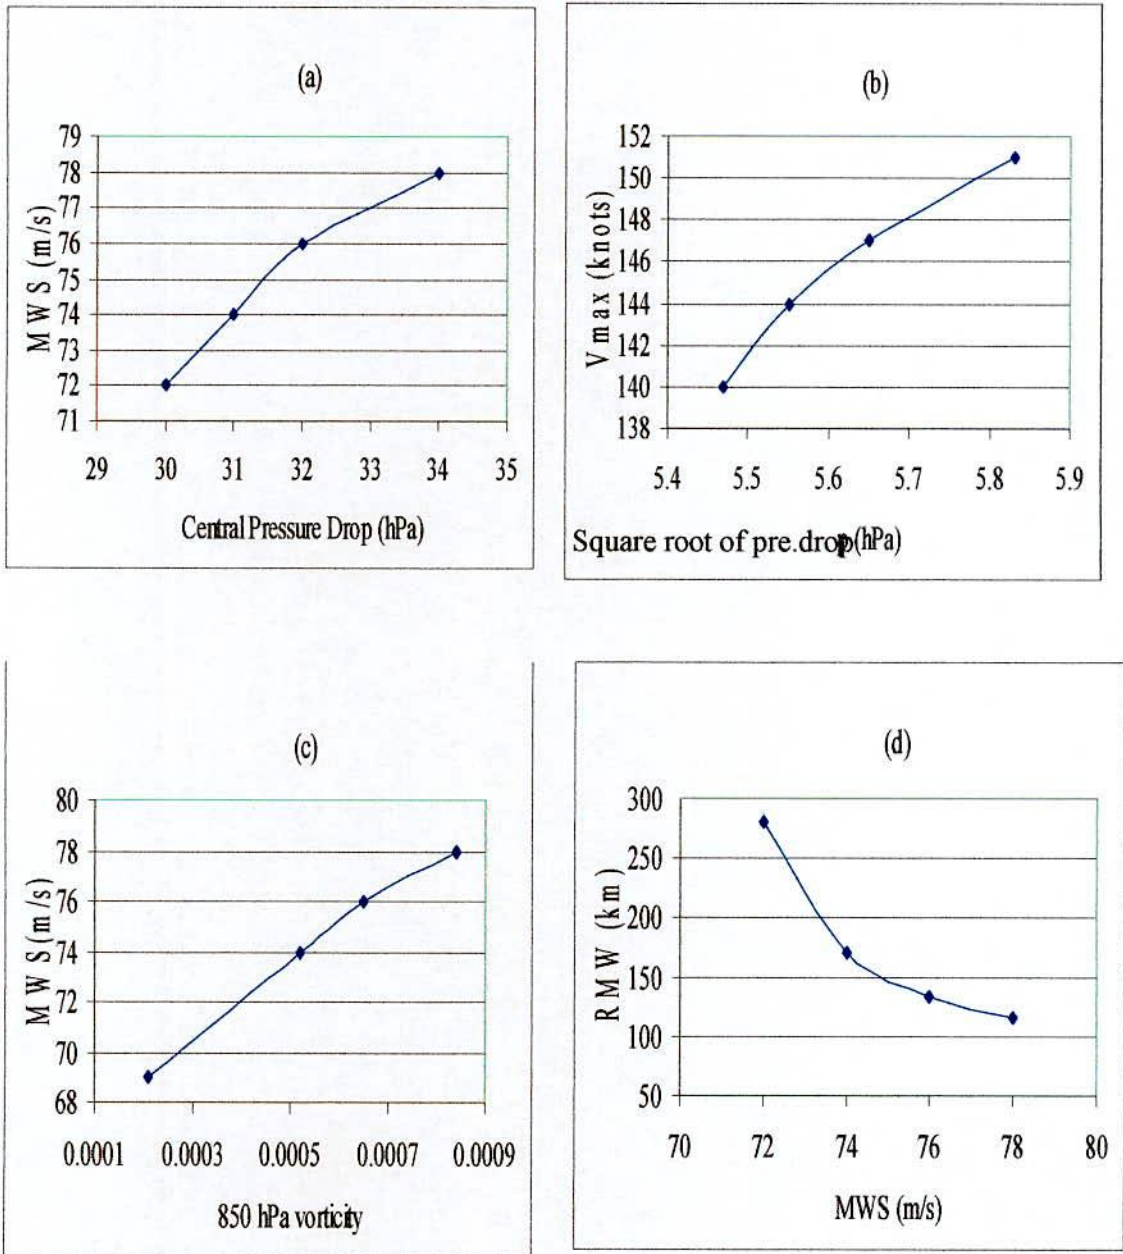 (a)
MWS (m/s)
79
78
77
76
75
74
73
72
71
29 30 31 32 33 34 35
Central Pressure Drop (hPa)
(b)
Vmax (knots)
152
150
148
146
144
142
140
138
5.4 5.5 5.6 5.7 5.8 5.9
Square root of pre.drop(hPa)
(c)
MWS(m/s)
80
78
76
74
72
70
68
0.0001 0.0003 0.0005 0.0007 0.0009
850 hPa vorticity
(d)
RMW (km)
300
250
200
150
100
50
70 72 74 76 78 80
MWS (m/s)